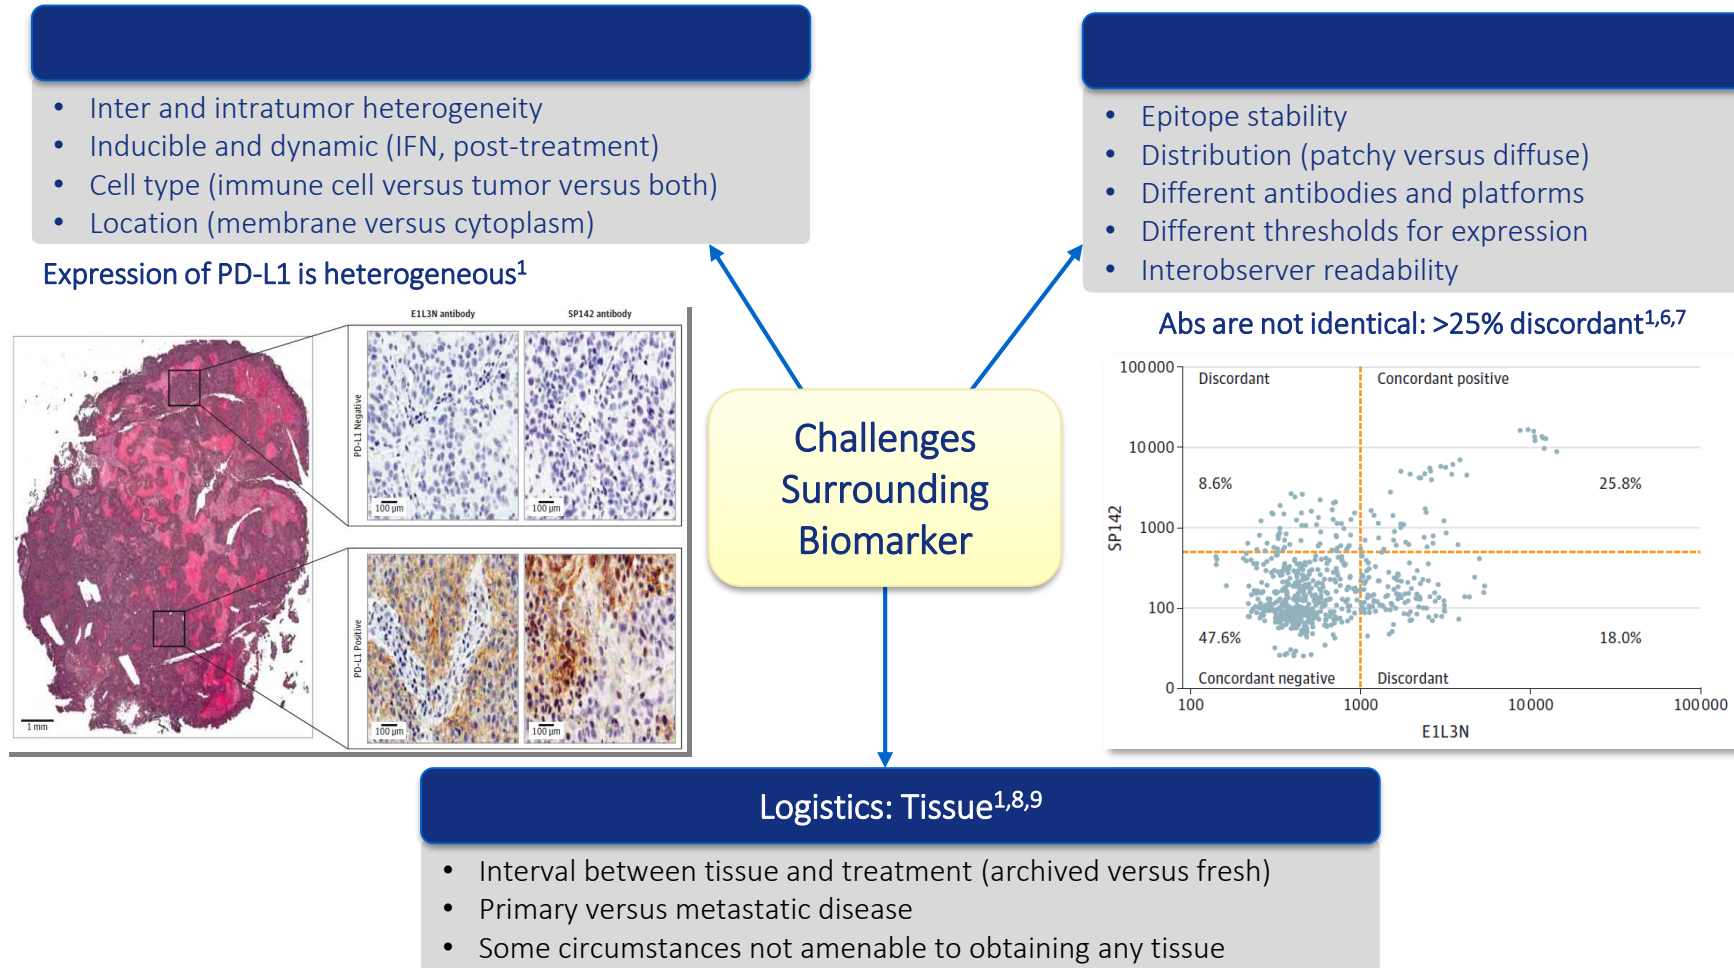 • Inter and intratumor heterogeneity
• Inducible and dynamic (IFN, post-treatment)
• Cell type (immune cell versus tumor versus both)
• Location (membrane versus cytoplasm)
Expression of PD-L1 is heterogeneous1
E1L3N antibody
SP142 antibody
PD-L1 Negative
100 μm
100 μm
PD-L1 Positive
100 μm
100 μm
1 mm
Challenges
Surrounding
Biomarker
• Epitope stability
• Distribution (patchy versus diffuse)
• Different antibodies and platforms
• Different thresholds for expression
• Interobserver readability
Abs are not identical: >25% discordant1,6,7
100 000
10 000
1000
100
0
SP142
Discordant
Concordant positive
8.6%
25.8%
47.6%
18.0%
Concordant negative
Discordant
100
1000
10 000
100 000
E1L3N
Logistics: Tissue1,8,9
• Interval between tissue and treatment (archived versus fresh)
• Primary versus metastatic disease
• Some circumstances not amenable to obtaining any tissue